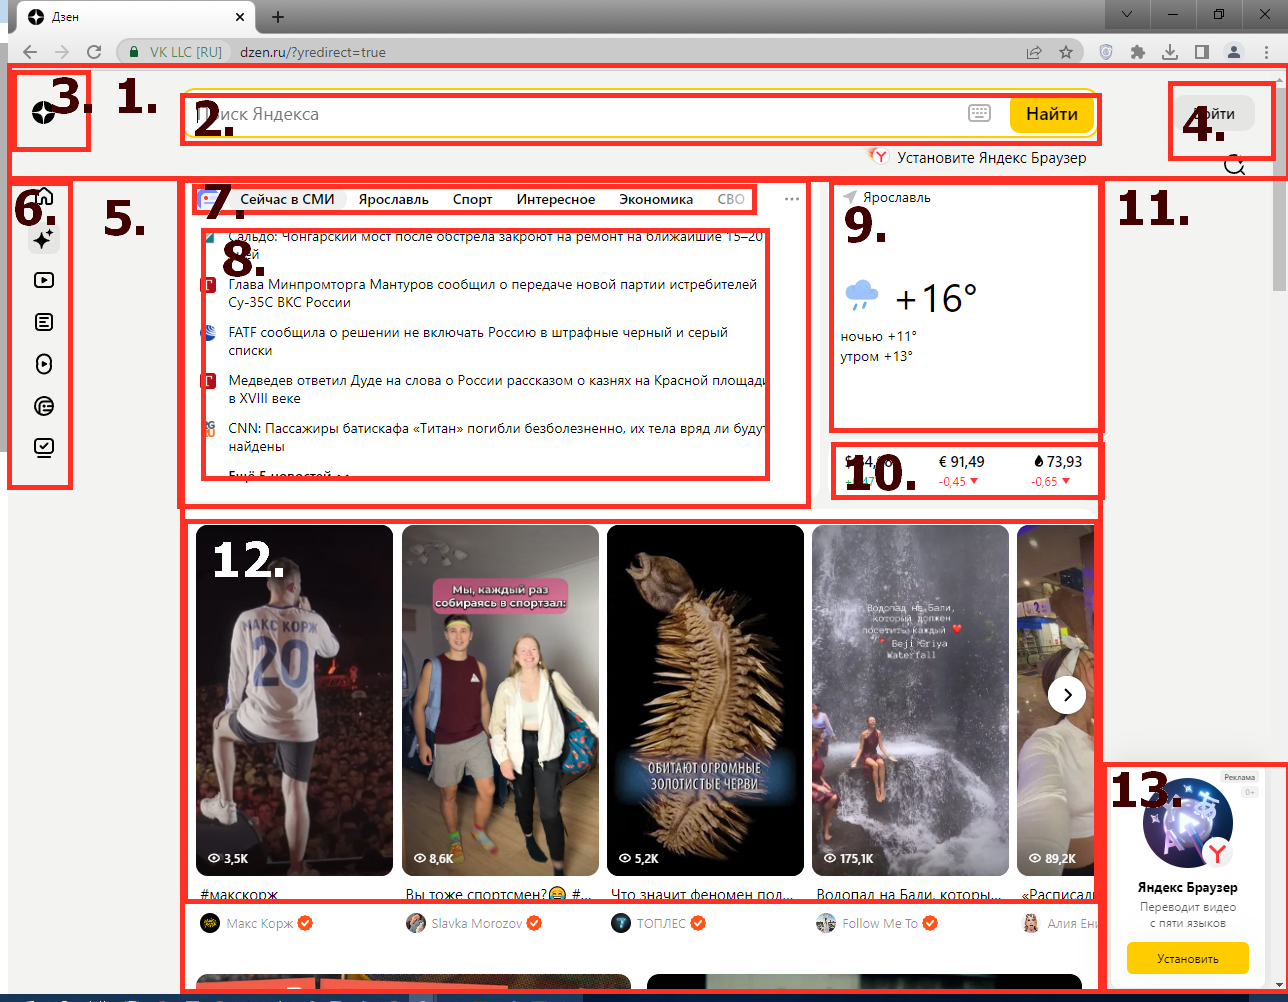 Дзен
VK LLC [RU]
dzen.ru/?yredirect=true
3.
1.
2.
Поиск Яндекса
Найти
4.
Войти
Установите Яндекс Браузер
6.
5.
7.
Сейчас в СМИ
Ярославль
Спорт
Интересное
Экономика
СВО
8.
Сальдо: Чонгарский мост после обстрела закроют на ремонт на ближайшие 15–20
дней
Глава Минпромторга Мантуров сообщил о передаче новой партии истребителей
Су-35С ВКС России
FATF сообщила о решении не включать Россию в штрафные черный и серый
списки
Медведев ответил Дудю на слова о России рассказом о казнях на Красной площади
в XVIII веке
CNN: Пассажиры батискафа «Титан» погибли безболезненно, их тела вряд ли будут
найдены
Ещё 5 новостей
Ярославль
9.
+16°
ночью +11°
утром +13°
10.
€ 91,49
-0,45
73,93
-0,65
11.
12.
МАКС КОРЖ
20
3,5K
#макскорж
Макс Корж
Мы, каждый раз
собираясь в спортзал:
8,6K
Вы тоже спортсмен?😂 #...
Slavka Morozov
ОБИТАЮТ ОГРОМНЫЕ
ЗОЛОТИСТЫЕ ЧЕРВИ
5,2K
Что значит феномен пол...
ТОПЛЕС
Водопад на Бали,
который должен
посетить каждый ❤️
📍 Beji Griya
Waterfall
175,1K
Водопад на Бали, которы...
Follow Me To
89,2K
«Расписали
Алия Ени
13.
Реклама
0+
Яндекс Браузер
Переводит видео
с пяти языков
Установить